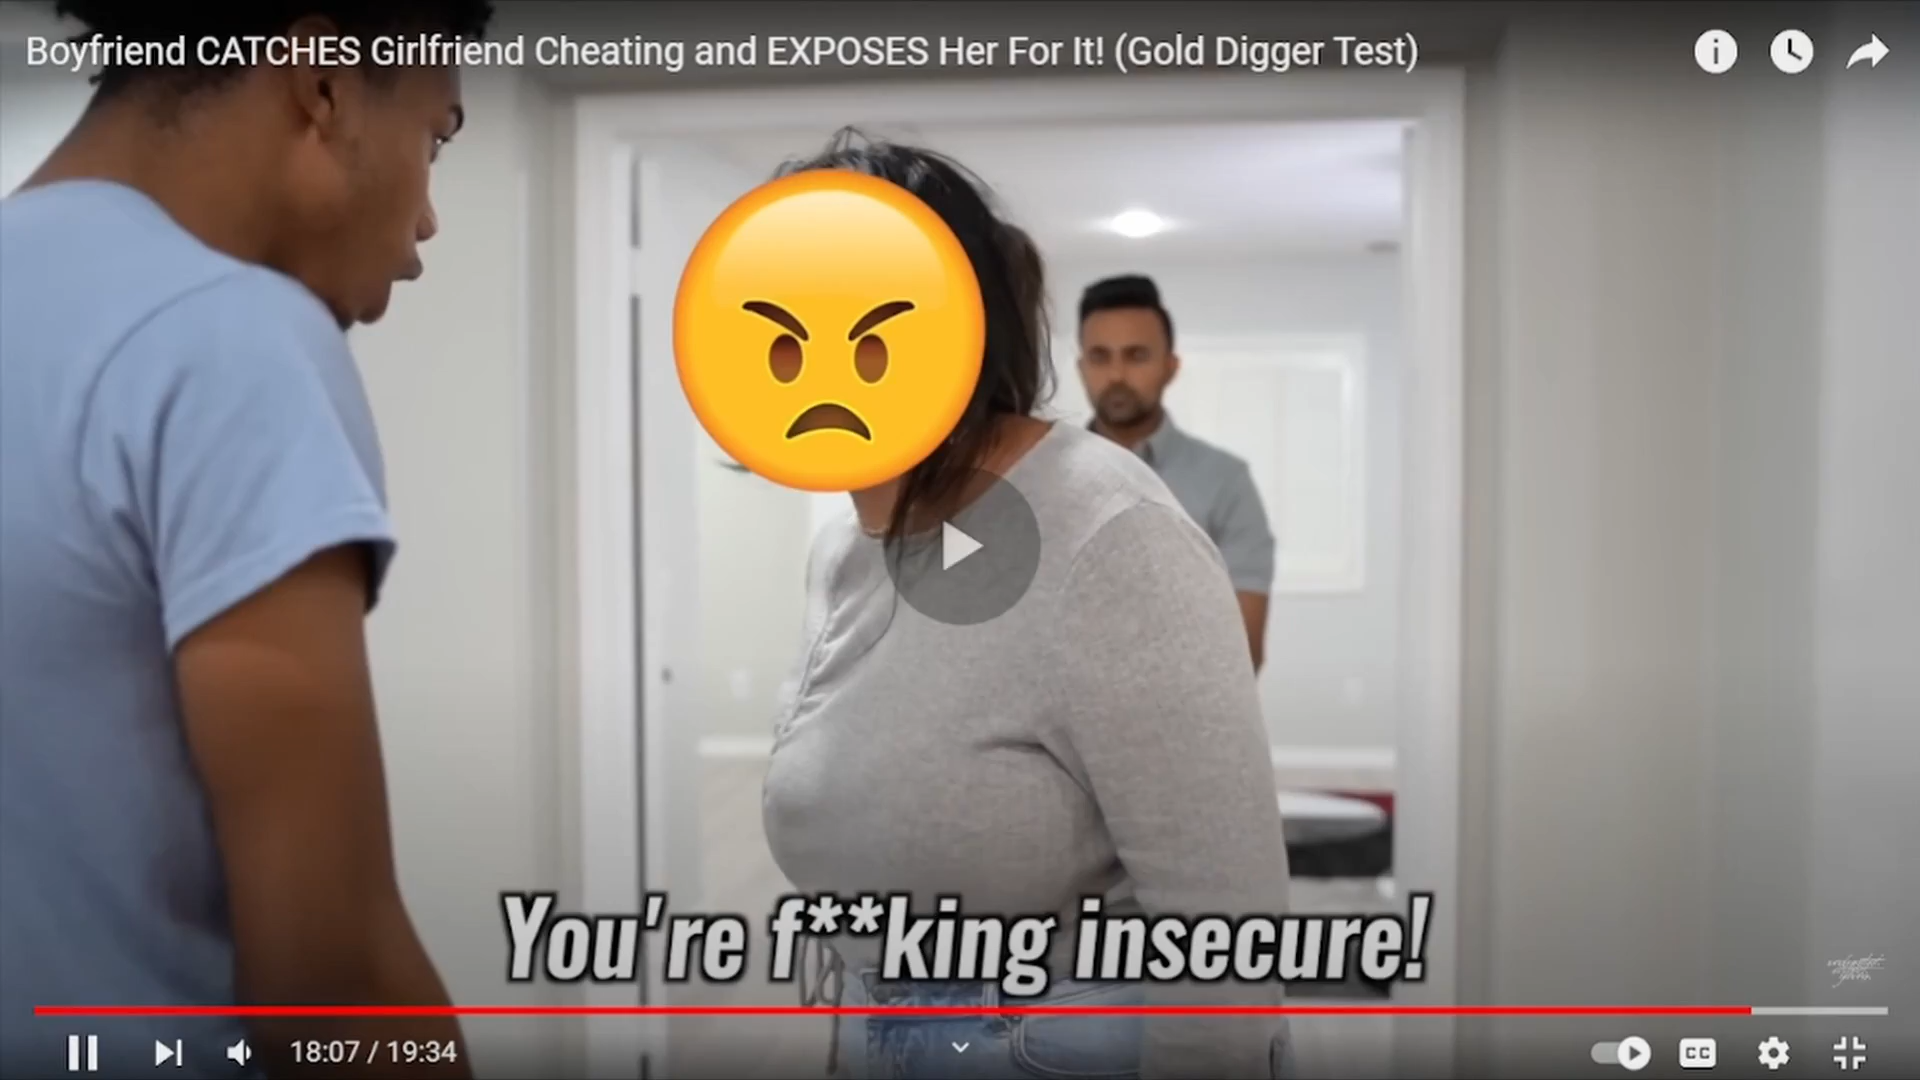 Boyfriend CATCHES Girlfriend Cheating and EXPOSES Her For It! (Gold Digger Test)
You're f**king insecure!
18:07 / 19:34
CC